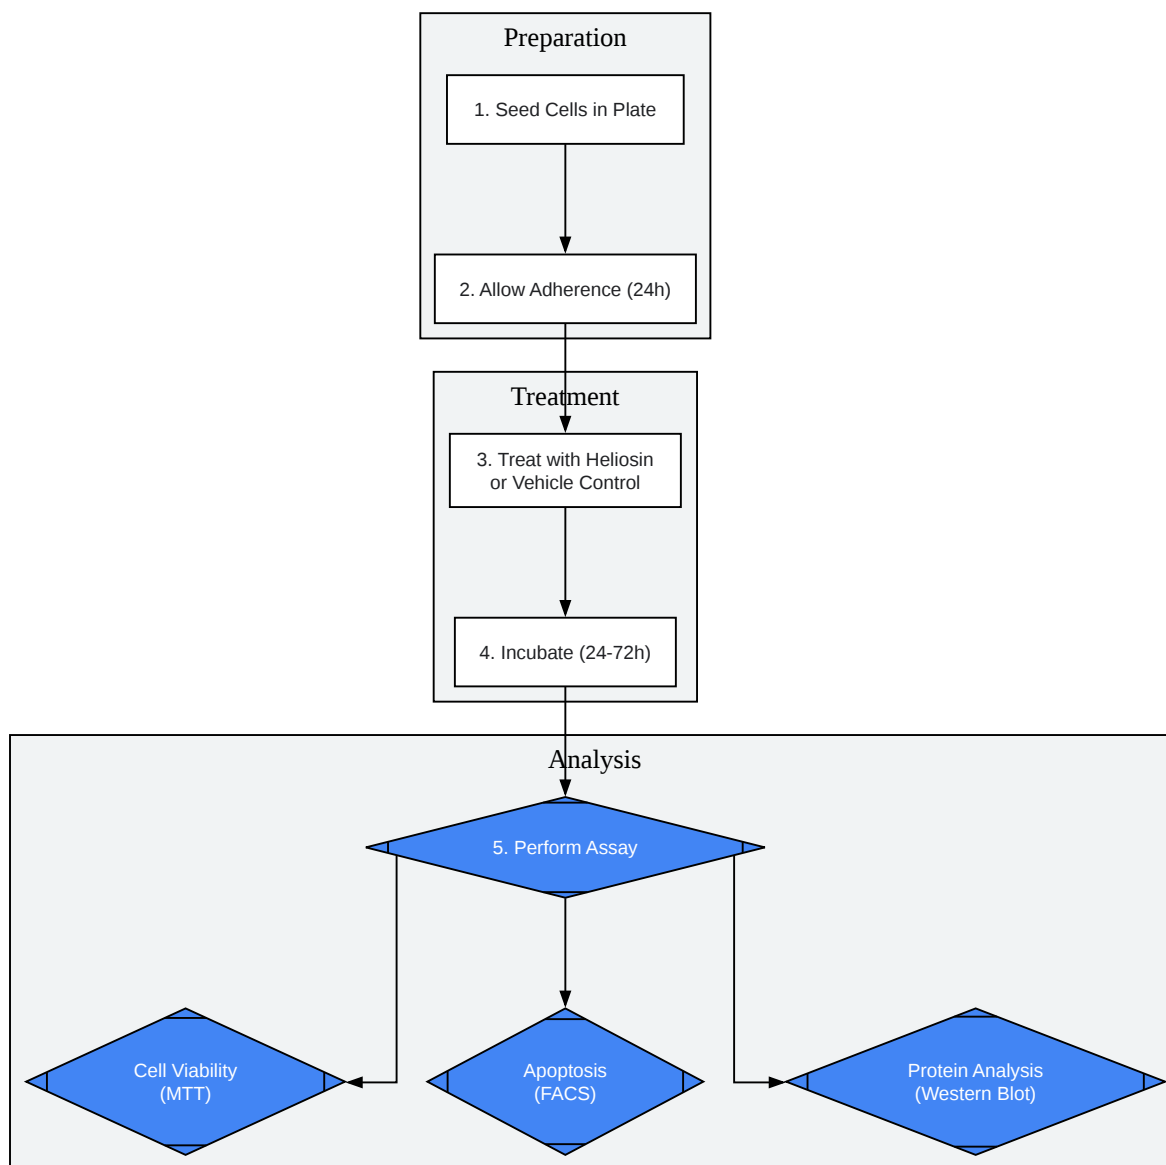 Preparation
1. Seed Cells in Plate
2. Allow Adherence (24h)
Treatment
3. Treat with Heliosin
or Vehicle Control
4. Incubate (24-72h)
Analysis
5. Perform Assay
Cell Viability
(MTT)
Apoptosis
(FACS)
Protein Analysis
(Western Blot)